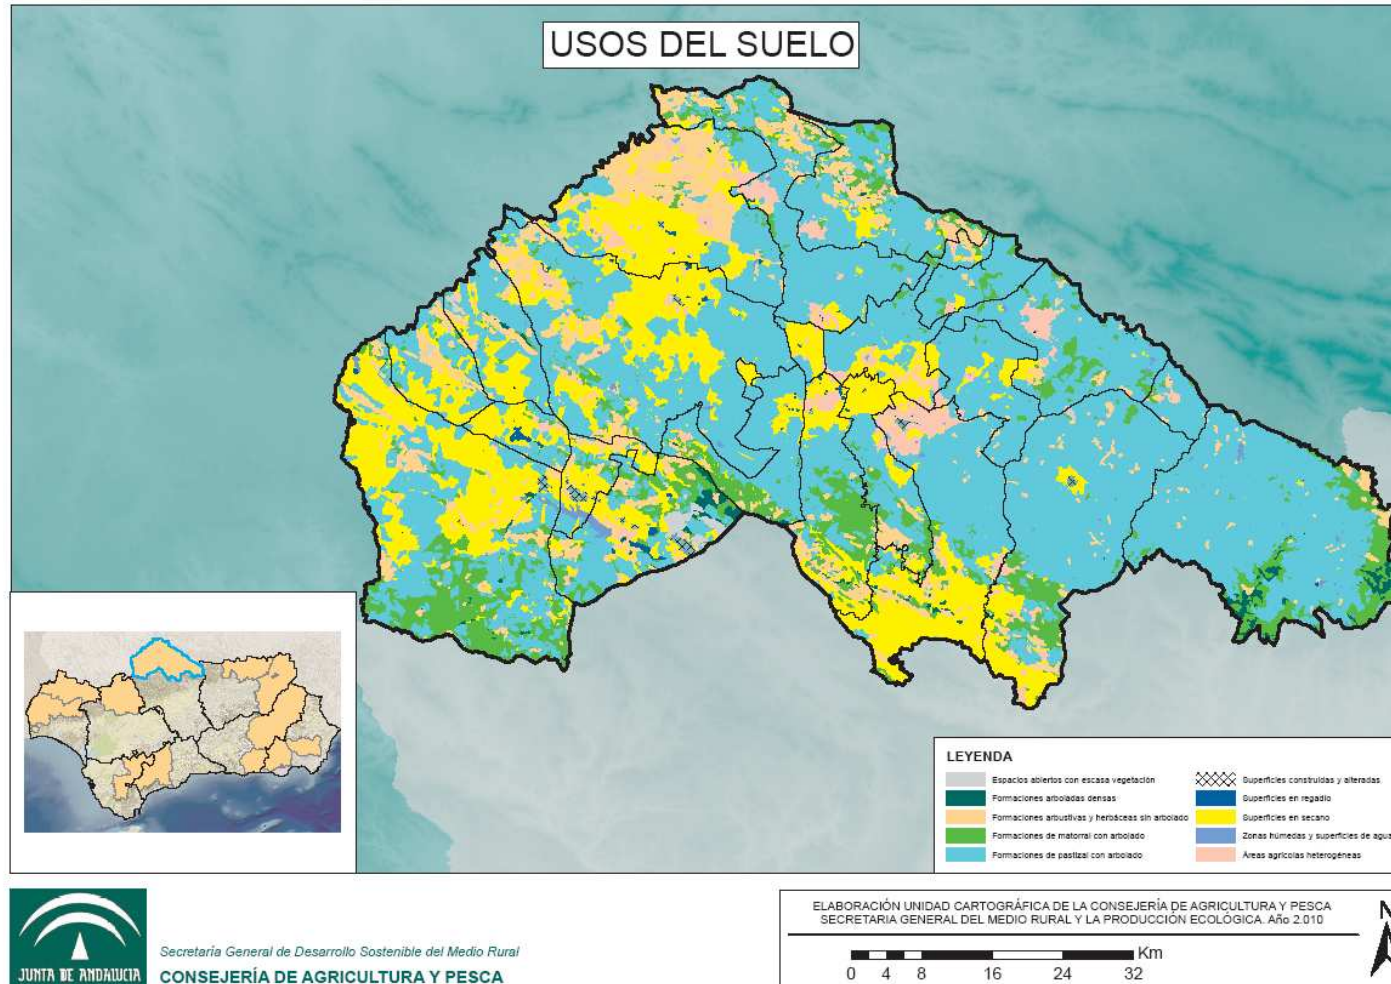 USOS DEL SUELO
LEYENDA
Espacios abiertos con escasa vegetación
Formaciones arboladas densas
Formaciones arbustivas y herbáceas sin arbolado
Formaciones de matorral con arbolado
Formaciones de pastizal con arbolado
Superficies construidas y alteradas
Superficies en regadío
Superficies en secano
Zonas húmedas y superficies de agua
Áreas agrícolas heterogéneas
JUNTA DE ANDALUCIA
Secretaría General de Desarrollo Sostenible del Medio Rural
CONSEJERÍA DE AGRICULTURA Y PESCA
ELABORACIÓN UNIDAD CARTOGRÁFICA DE LA CONSEJERÍA DE AGRICULTURA Y PESCA
SECRETARIA GENERAL DEL MEDIO RURAL Y LA PRODUCCIÓN ECOLÓGICA. Año 2.010
Km
0 4 8 16 24 32
N